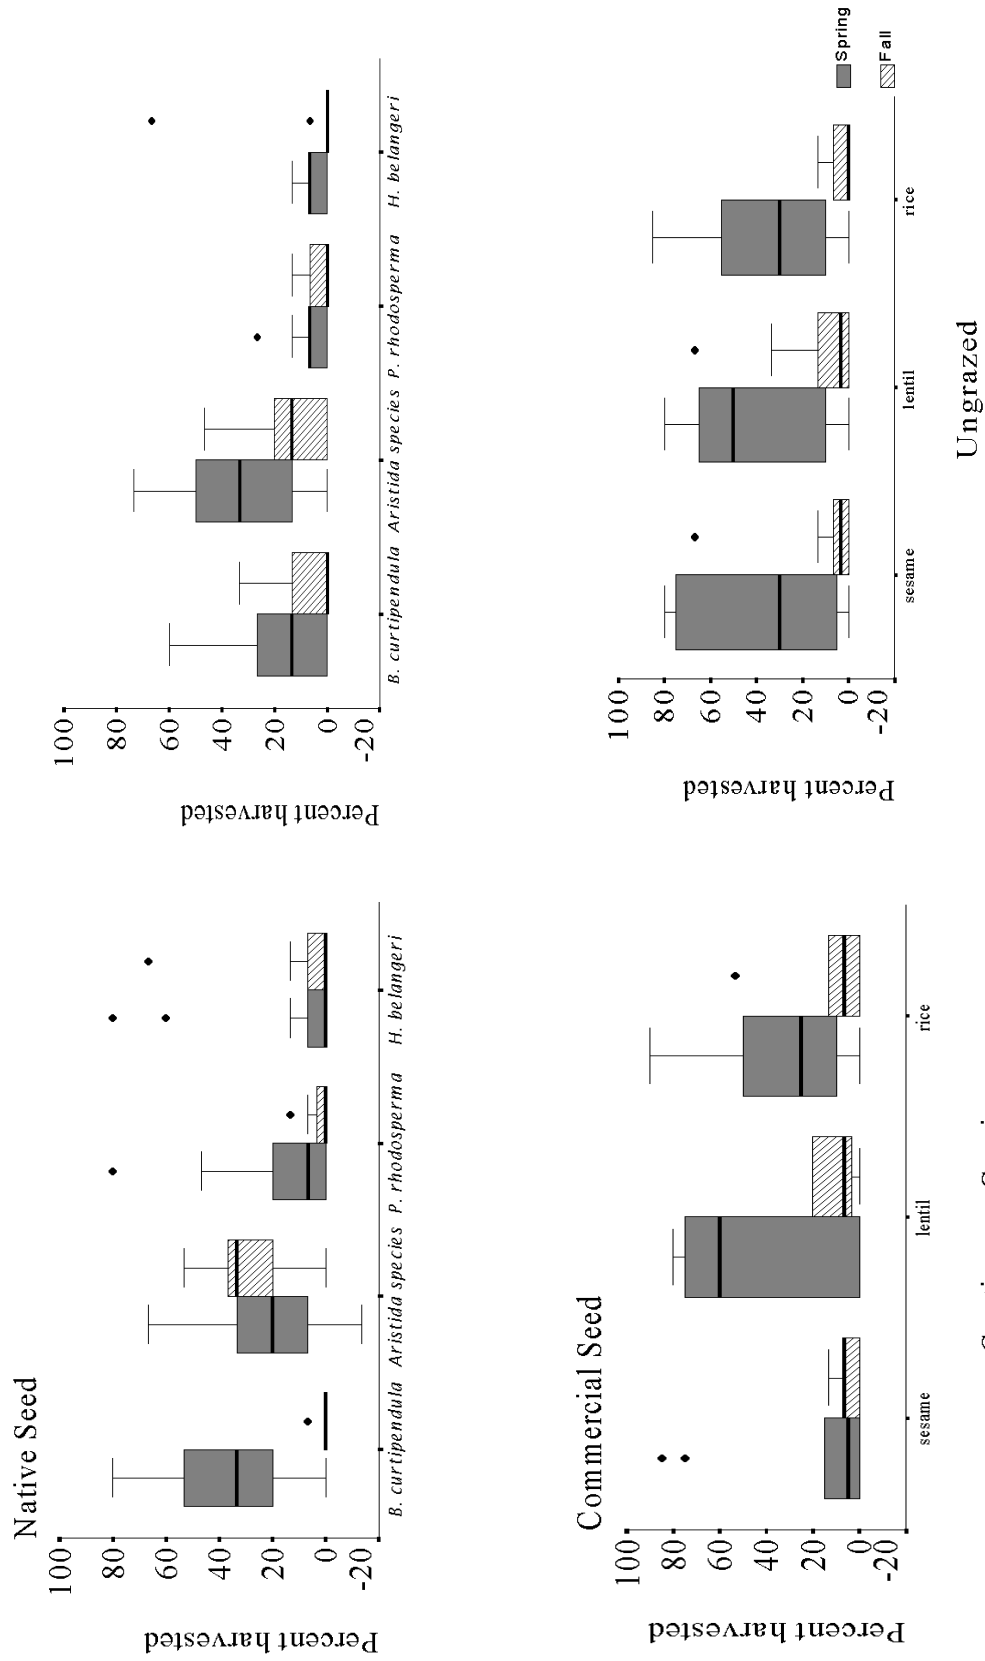 Native Seed
Percent harvested
100
80
60
40
20
0
-20
B. curtipendula Aristida species P. rhodosperma H. belangeri
Percent harvested
100
80
60
40
20
0
-20
B. curtipendula Aristida species P. rhodosperma H. belangeri
Commercial Seed
Percent harvested
100
80
60
40
20
0
-20
sesame lentil rice
Percent harvested
100
80
60
40
20
0
-20
sesame lentil rice
Spring
Fall
Ungrazed